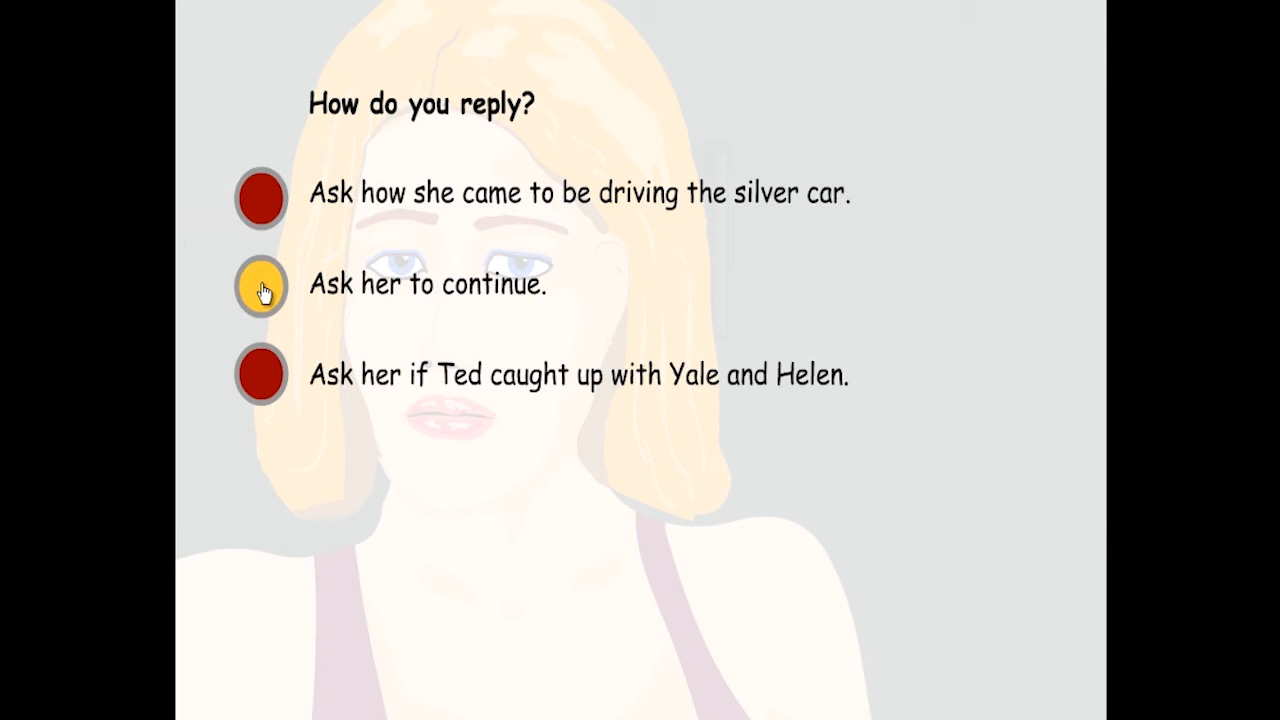 How do you reply?
Ask how she came to be driving the silver car.
Ask her to continue.
Ask her if Ted caught up with Yale and Helen.